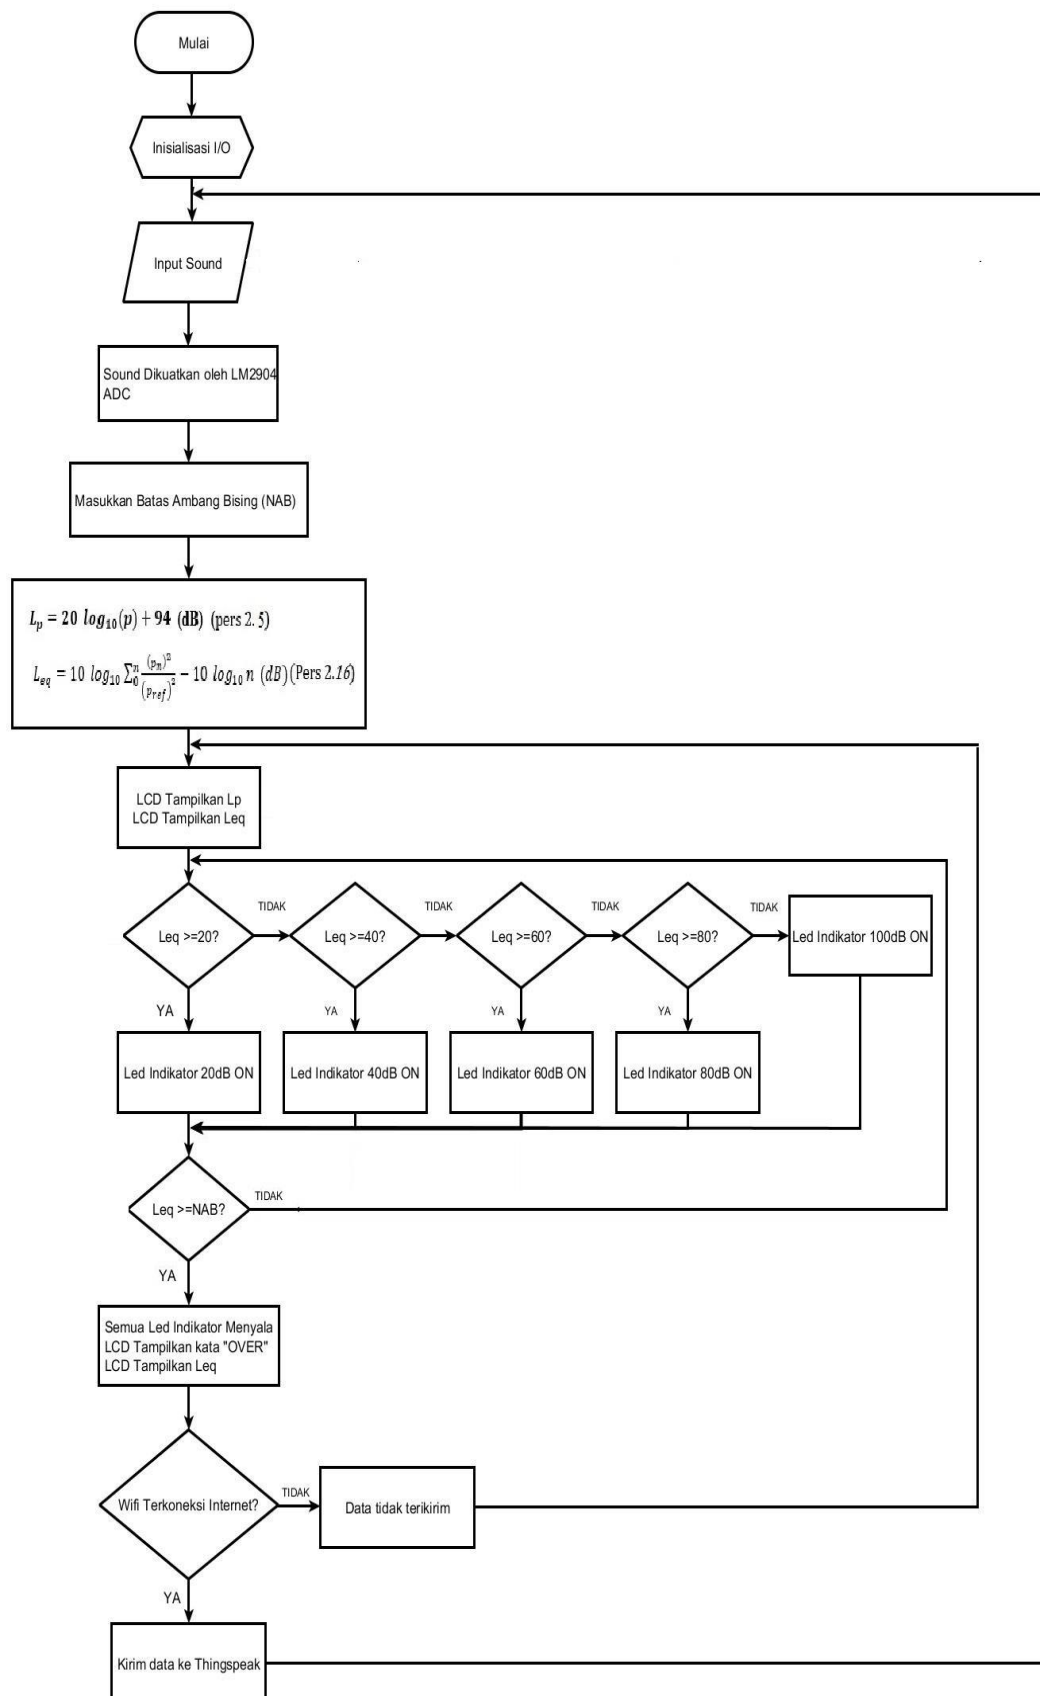 Mulai
Inisialisasi I/O
Input Sound
Sound Dikuatkan oleh LM2904
ADC
Masukkan Batas Ambang Bising (NAB)
L_p = 20 log_10(p) + 94 (dB) (pers 2.5)
L_eq = 10 log_10 ∑_0^n (p_n)^2/(p_ref)^2 − 10 log_10 n (dB)(Pers 2.16)
LCD Tampilkan Lp
LCD Tampilkan Leq
Leq >=20?
TIDAK
Leq >=40?
TIDAK
Leq >=60?
TIDAK
Leq >=80?
TIDAK
Led Indikator 100dB ON
YA
YA
YA
YA
Led Indikator 20dB ON
Led Indikator 40dB ON
Led Indikator 60dB ON
Led Indikator 80dB ON
Leq >=NAB?
TIDAK
YA
Semua Led Indikator Menyala
LCD Tampilkan kata "OVER"
LCD Tampilkan Leq
Wifi Terkoneksi Internet?
TIDAK
Data tidak terikirim
YA
Kirim data ke Thingspeak